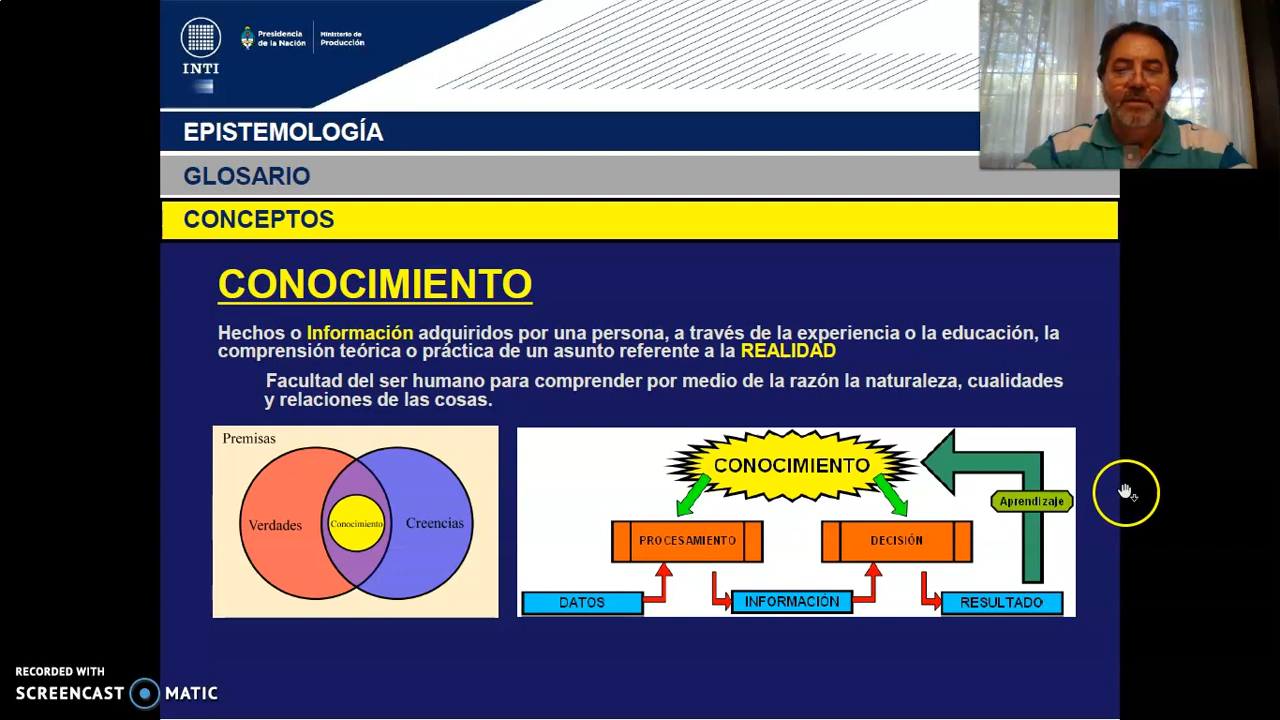 INTI
Presidencia
de la Nación
Ministerio de
Producción
EPISTEMOLOGÍA
GLOSARIO
CONCEPTOS
CONOCIMIENTO
Hechos o Información adquiridos por una persona, a través de la experiencia o la educación, la
comprensión teórica o práctica de un asunto referente a la REALIDAD
Facultad del ser humano para comprender por medio de la razón la naturaleza, cualidades
y relaciones de las cosas.
Premisas
Verdades
Conocimiento
Creencias
CONOCIMIENTO
Aprendizaje
PROCESAMIENTO
DECISIÓN
DATOS
INFORMACIÓN
RESULTADO
RECORDED WITH
SCREENCAST MATIC